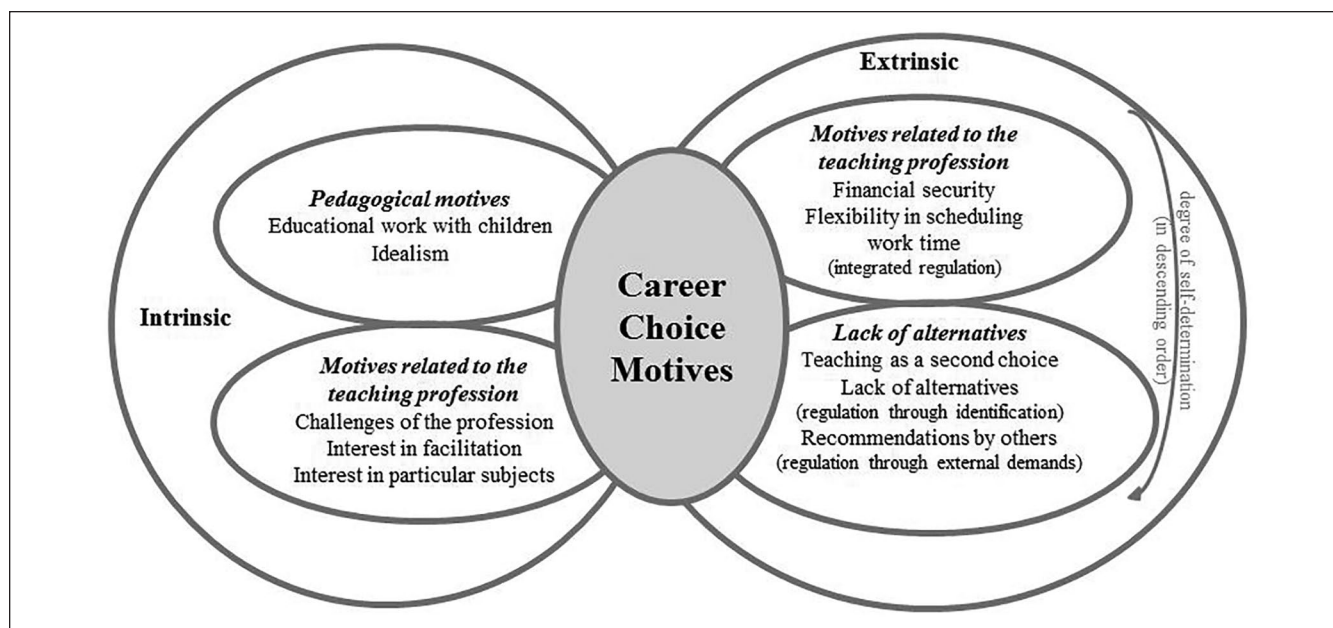 Intrinsic
Pedagogical motives
Educational work with children
Idealism
Motives related to the
teaching profession
Challenges of the profession
Interest in facilitation
Interest in particular subjects
Career
Choice
Motives
Extrinsic
Motives related to the
teaching profession
Financial security
Flexibility in scheduling
work time
(integrated regulation)
Lack of alternatives
Teaching as a second choice
Lack of alternatives
(regulation through identification)
Recommendations by others
(regulation through external demands)
degree of self-determination
(in descending order)